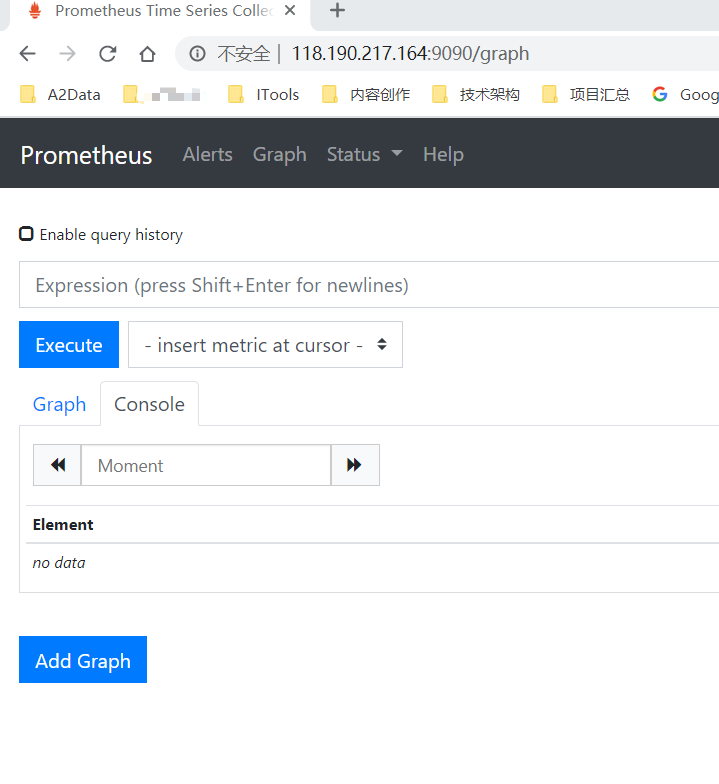 Prometheus Time Series Collec
不安全 | 118.190.217.164:9090/graph
A2Data ITools 内容创作 技术架构 项目汇总 Goog
Prometheus Alerts Graph Status Help
Enable query history
Expression (press Shift+Enter for newlines)
Execute - insert metric at cursor -
Graph Console
Moment
Element
no data
Add Graph